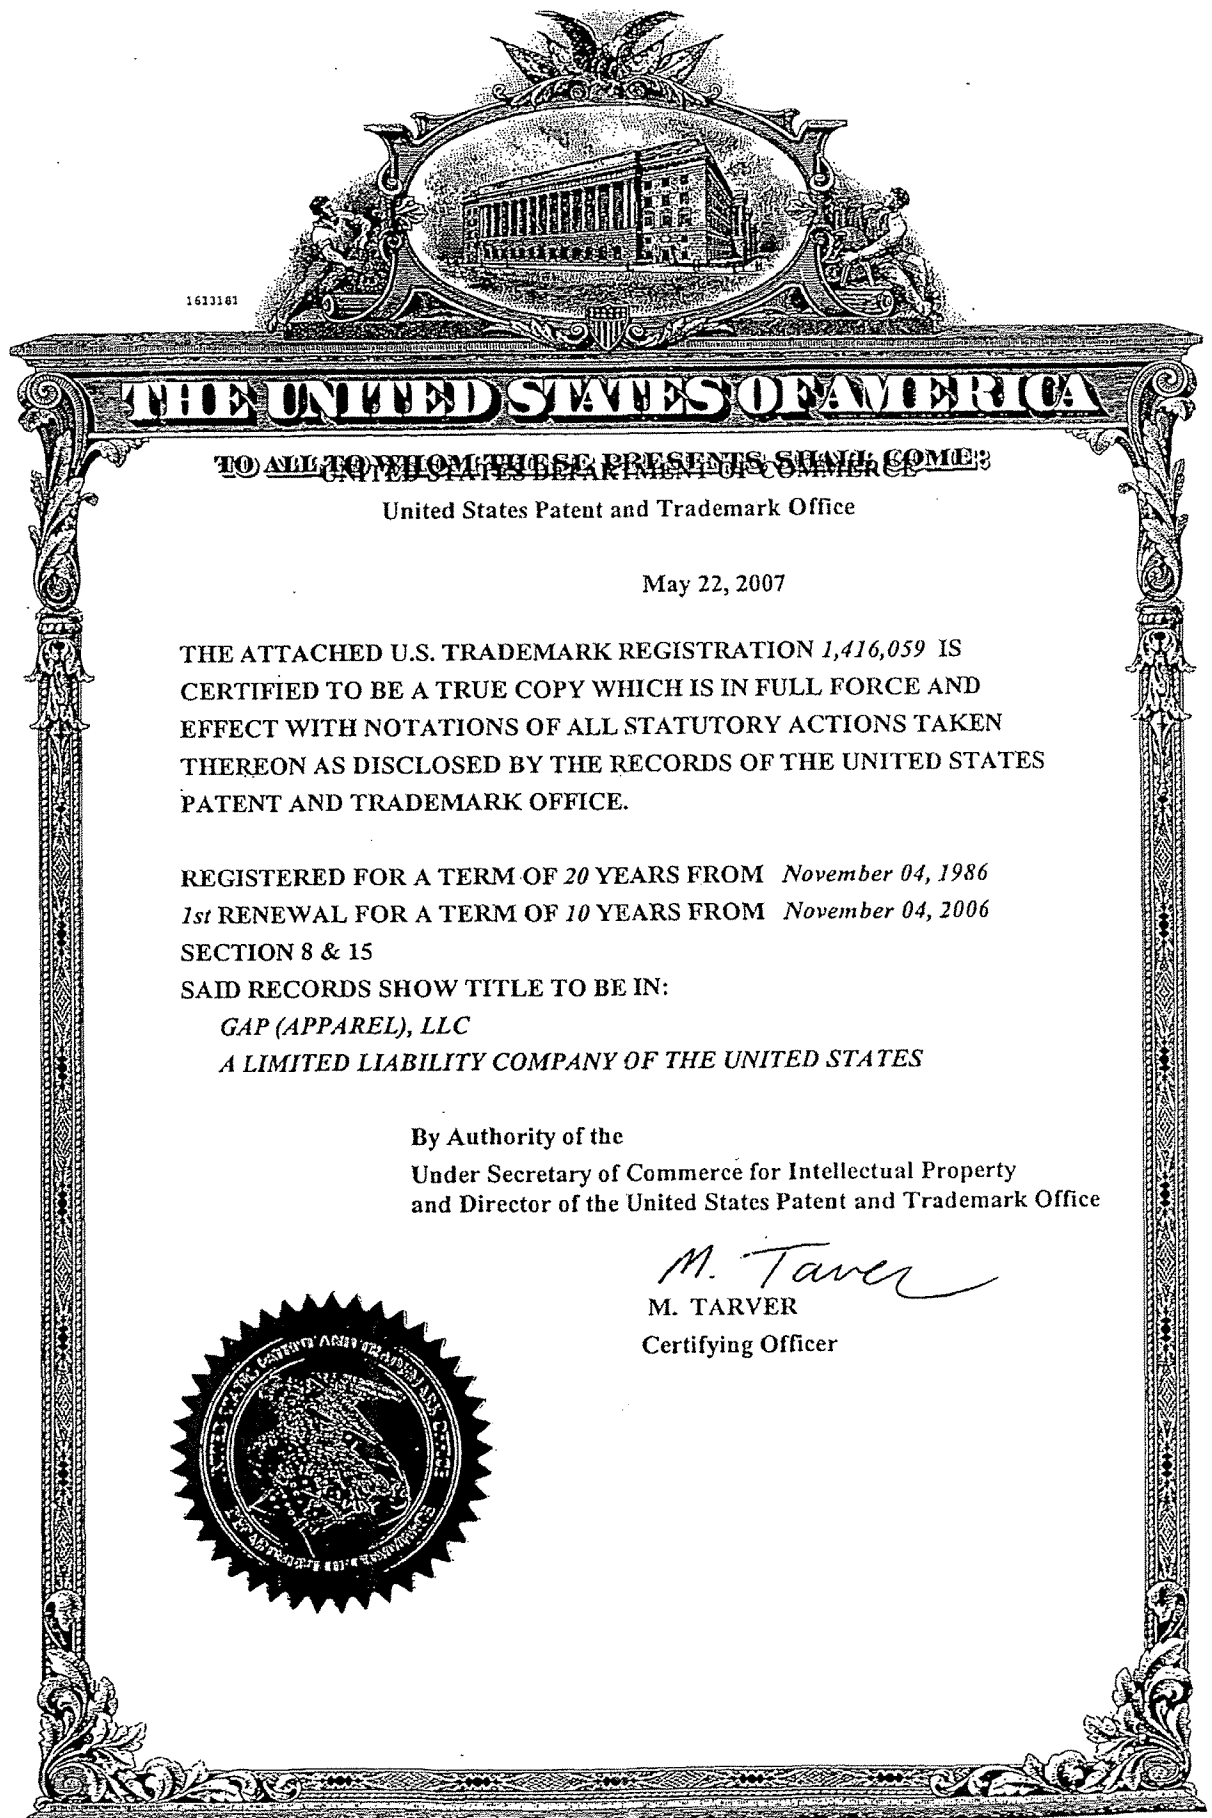 1613161
THE UNITED STATES OF AMERICA
TO ALL TO WHOM THESE PRESENTS SHALL COME:
UNITED STATES DEPARTMENT OF COMMERCE
United States Patent and Trademark Office
May 22, 2007
THE ATTACHED U.S. TRADEMARK REGISTRATION 1,416,059 IS
CERTIFIED TO BE A TRUE COPY WHICH IS IN FULL FORCE AND
EFFECT WITH NOTATIONS OF ALL STATUTORY ACTIONS TAKEN
THEREON AS DISCLOSED BY THE RECORDS OF THE UNITED STATES
PATENT AND TRADEMARK OFFICE.
REGISTERED FOR A TERM OF 20 YEARS FROM November 04, 1986
1st RENEWAL FOR A TERM OF 10 YEARS FROM November 04, 2006
SECTION 8 & 15
SAID RECORDS SHOW TITLE TO BE IN:
GAP (APPAREL), LLC
A LIMITED LIABILITY COMPANY OF THE UNITED STATES
By Authority of the
Under Secretary of Commerce for Intellectual Property
and Director of the United States Patent and Trademark Office
M. Tarver
M. TARVER
Certifying Officer
UNITED STATES PATENT AND TRADEMARK OFFICE